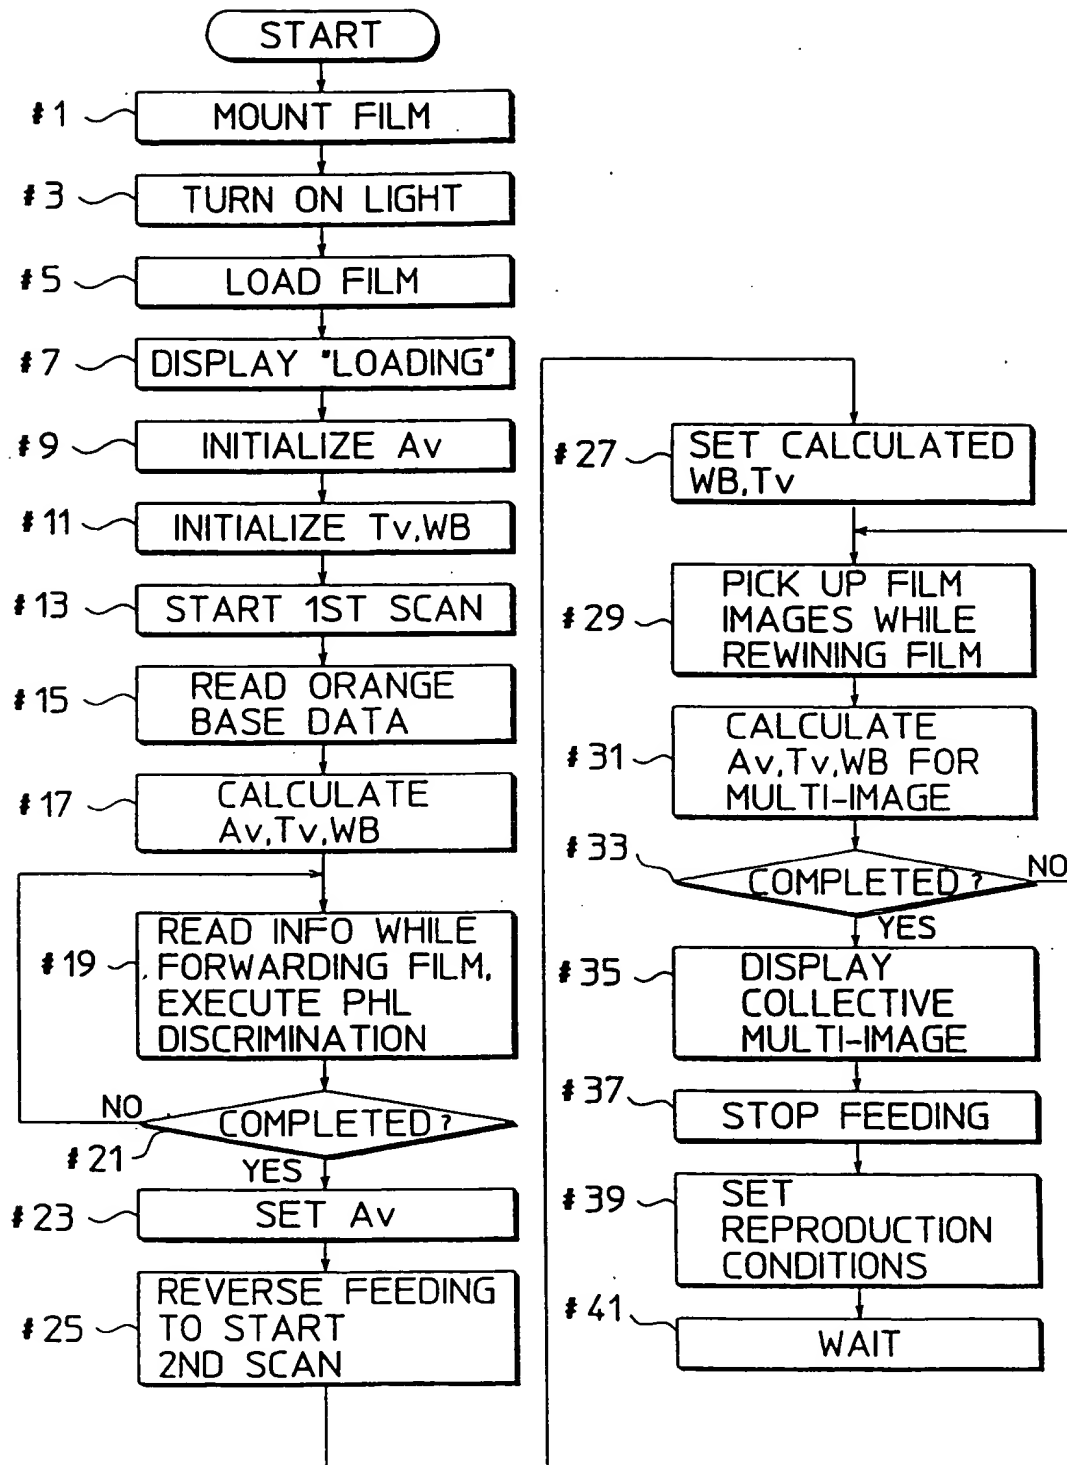 START
#1
MOUNT FILM
#3
TURN ON LIGHT
#5
LOAD FILM
#7
DISPLAY "LOADING"
#9
INITIALIZE Av
#11
INITIALIZE Tv,WB
#13
START 1ST SCAN
#15
READ ORANGE
BASE DATA
#17
CALCULATE
Av,Tv,WB
#19
READ INFO WHILE
FORWARDING FILM,
EXECUTE PHL
DISCRIMINATION
NO
COMPLETED?
#21
YES
#23
SET Av
#25
REVERSE FEEDING
TO START
2ND SCAN
#27
SET CALCULATED
WB,Tv
#29
PICK UP FILM
IMAGES WHILE
REWINING FILM
#31
CALCULATE
Av,Tv,WB FOR
MULTI-IMAGE
#33
COMPLETED?
NO
YES
#35
DISPLAY
COLLECTIVE
MULTI-IMAGE
#37
STOP FEEDING
#39
SET
REPRODUCTION
CONDITIONS
#41
WAIT